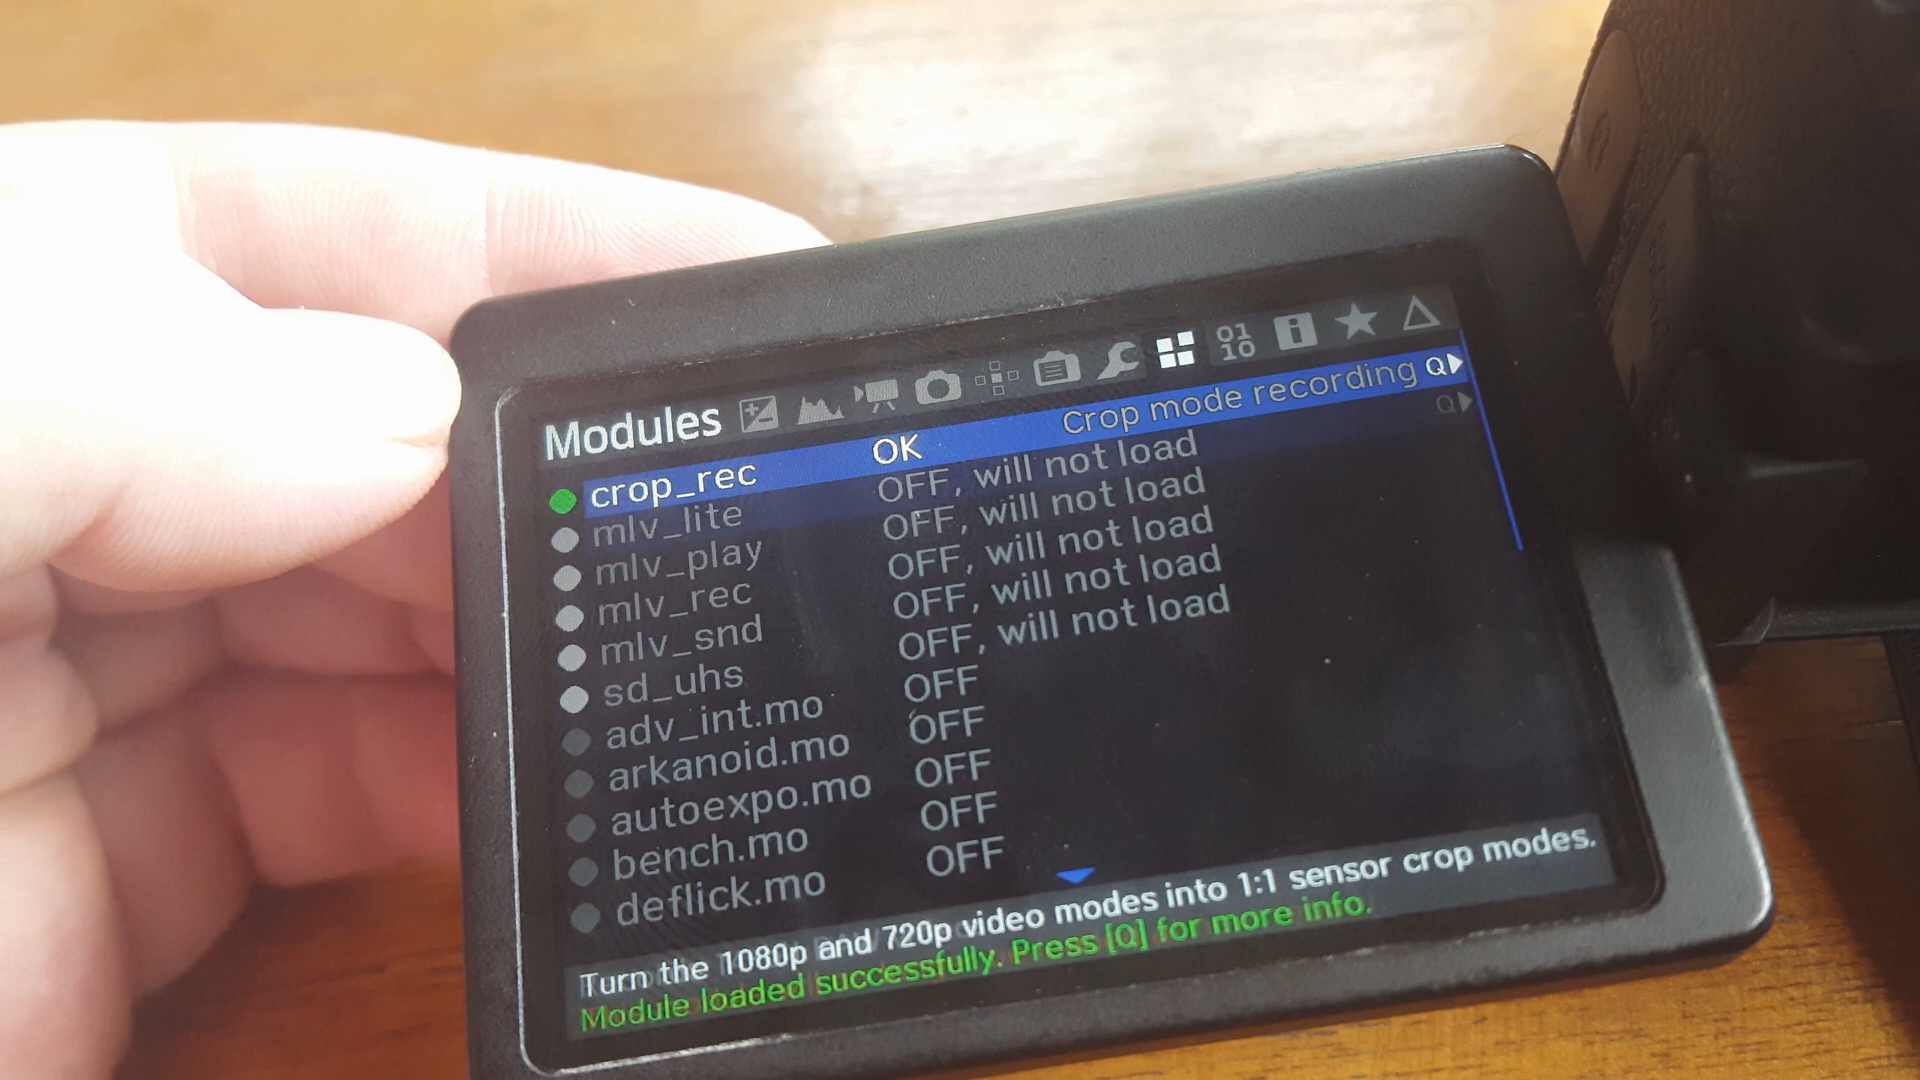 Modules 01 10 i
crop_rec OK Crop mode recording Q
mlv_lite OFF, will not load Q
mlv_play OFF, will not load
mlv_rec OFF, will not load
mlv_snd OFF, will not load
sd_uhs OFF, will not load
adv_int.mo OFF
arkanoid.mo OFF
autoexpo.mo OFF
bench.mo OFF
deflick.mo OFF
Turn the 1080p and 720p video modes into 1:1 sensor crop modes.
Module loaded successfully. Press [Q] for more info.